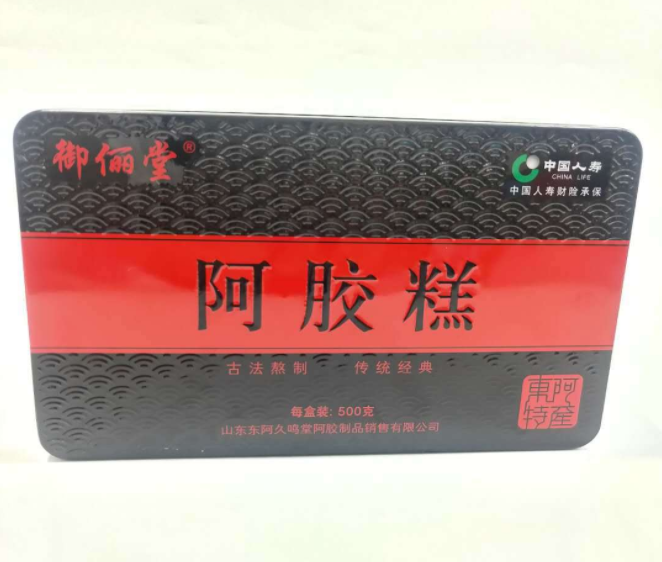 御俪堂®
中国人寿
CHINA LIFE
中国人寿财险承保
阿胶糕
古法熬制 传统经典
每盒装: 500克
山东东阿久鸣堂阿胶制品销售有限公司
東阿
特産